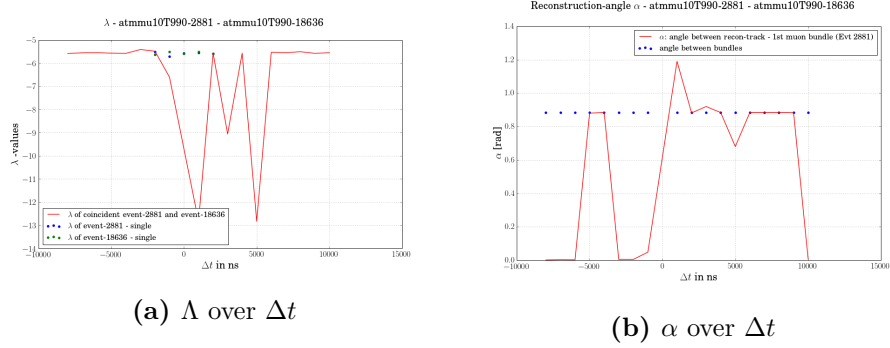 λ - atmmu10T990-2881 - atmmu10T990-18636
−5
−6
−7
−8
−9
−10
−11
−12
−13
−14
λ -values
λ of coincident event-2881 and event-18636
λ of event-2881 - single
λ of event-18636 - single
−10000 −5000 0 5000 10000 15000
Δt in ns
(a) Λ over Δt
Reconstruction-angle α - atmmu10T990-2881 - atmmu10T990-18636
1.4
1.2
1.0
0.8
0.6
0.4
0.2
0.0
α [rad]
α: angle between recon-track - 1st muon bundle (Evt 2881)
angle between bundles
−10000 −5000 0 5000 10000 15000
Δt in ns
(b) α over Δt